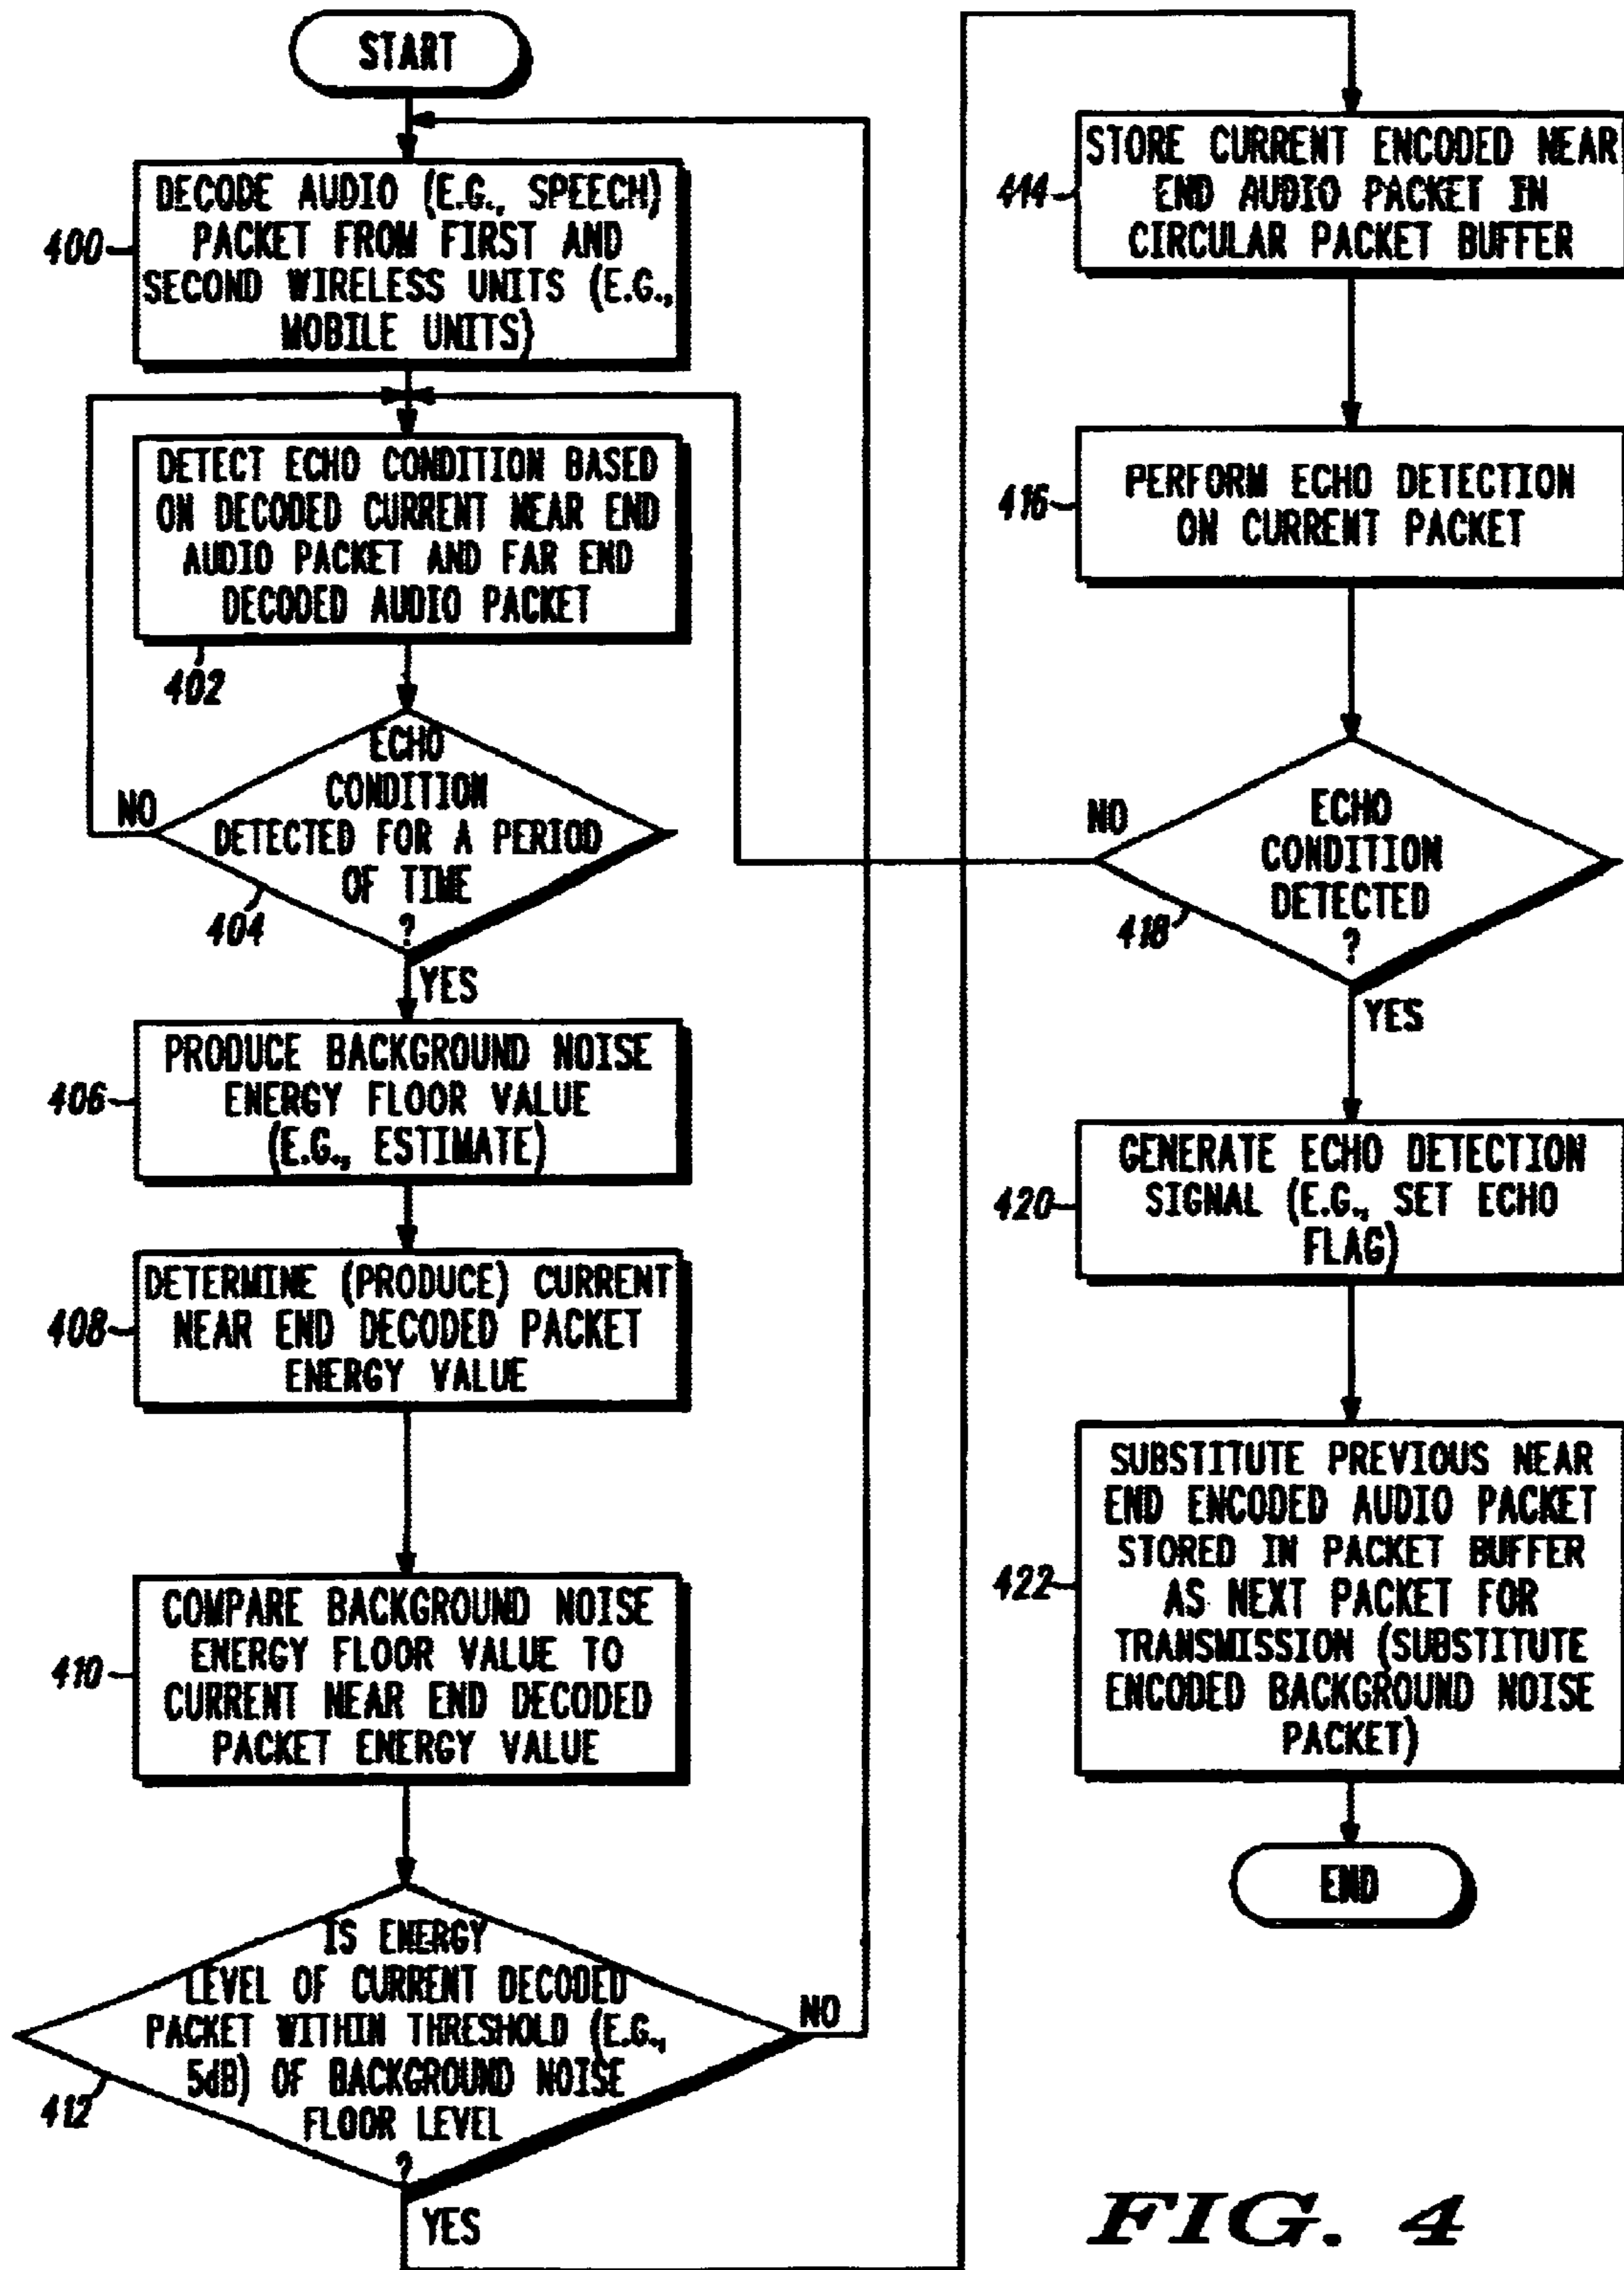 START
DECODE AUDIO (E.G., SPEECH)
PACKET FROM FIRST AND
SECOND WIRELESS UNITS (E.G.,
MOBILE UNITS)
400
DETECT ECHO CONDITION BASED
ON DECODED CURRENT NEAR END
AUDIO PACKET AND FAR END
DECODED AUDIO PACKET
402
ECHO
CONDITION
DETECTED FOR A PERIOD
OF TIME
?
NO
404
YES
PRODUCE BACKGROUND NOISE
ENERGY FLOOR VALUE
(E.G., ESTIMATE)
406
DETERMINE (PRODUCE) CURRENT
NEAR END DECODED PACKET
ENERGY VALUE
408
COMPARE BACKGROUND NOISE
ENERGY FLOOR VALUE TO
CURRENT NEAR END DECODED
PACKET ENERGY VALUE
410
IS ENERGY
LEVEL OF CURRENT DECODED
PACKET WITHIN THRESHOLD (E.G.,
5dB) OF BACKGROUND NOISE
FLOOR LEVEL
?
NO
412
YES
STORE CURRENT ENCODED NEAR
END AUDIO PACKET IN
CIRCULAR PACKET BUFFER
414
PERFORM ECHO DETECTION
ON CURRENT PACKET
416
ECHO
CONDITION
DETECTED
?
NO
418
YES
GENERATE ECHO DETECTION
SIGNAL (E.G., SET ECHO
FLAG)
420
SUBSTITUTE PREVIOUS NEAR
END ENCODED AUDIO PACKET
STORED IN PACKET BUFFER
AS NEXT PACKET FOR
TRANSMISSION (SUBSTITUTE
ENCODED BACKGROUND NOISE
PACKET)
422
END
FIG. 4